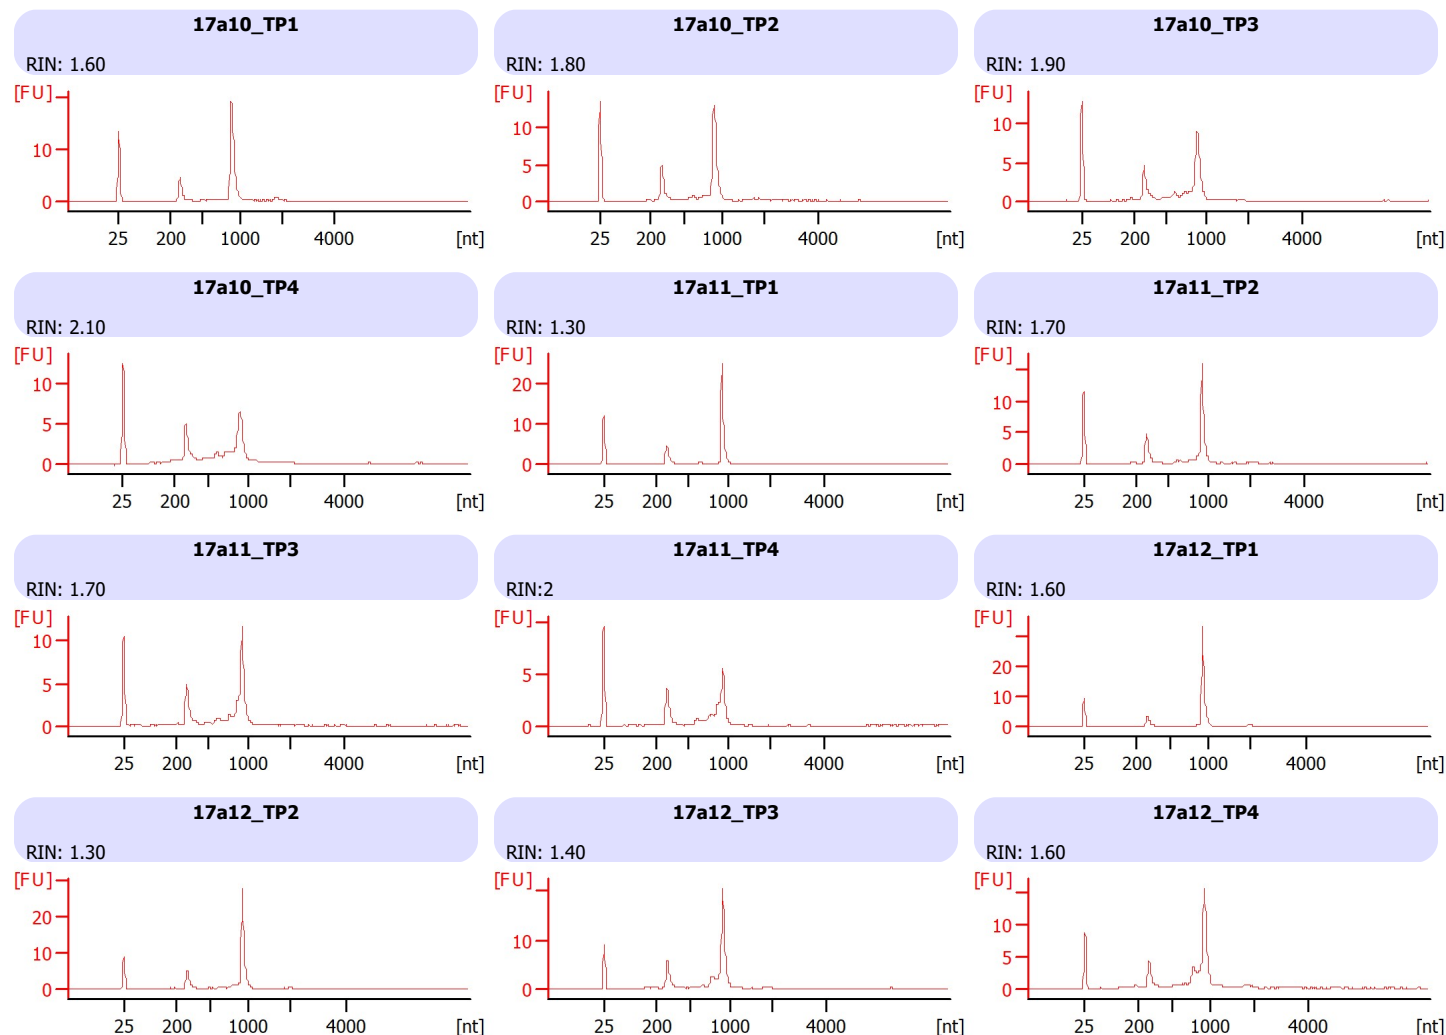 17a10_TP1 17a10_TP2 17a10_TP3
RIN: 1.60 RIN: 1.80 RIN: 1.90
[FU] [FU] [FU]
10 10 10
5 5
0 0 0
25 200 1000 4000 [nt] 25 200 1000 4000 [nt] 25 200 1000 4000 [nt]
17a10_TP4 17a11_TP1 17a11_TP2
RIN: 2.10 RIN: 1.30 RIN: 1.70
[FU] [FU] [FU]
10 20 10
5 10 5
0 0 0
25 200 1000 4000 [nt] 25 200 1000 4000 [nt] 25 200 1000 4000 [nt]
17a11_TP3 17a11_TP4 17a12_TP1
RIN: 1.70 RIN:2 RIN: 1.60
[FU] [FU] [FU]
10 5 20
5 10
0 0 0
25 200 1000 4000 [nt] 25 200 1000 4000 [nt] 25 200 1000 4000 [nt]
17a12_TP2 17a12_TP3 17a12_TP4
RIN: 1.30 RIN: 1.40 RIN: 1.60
[FU] [FU] [FU]
20 10 10
10 5
0 0 0
25 200 1000 4000 [nt] 25 200 1000 4000 [nt] 25 200 1000 4000 [nt]